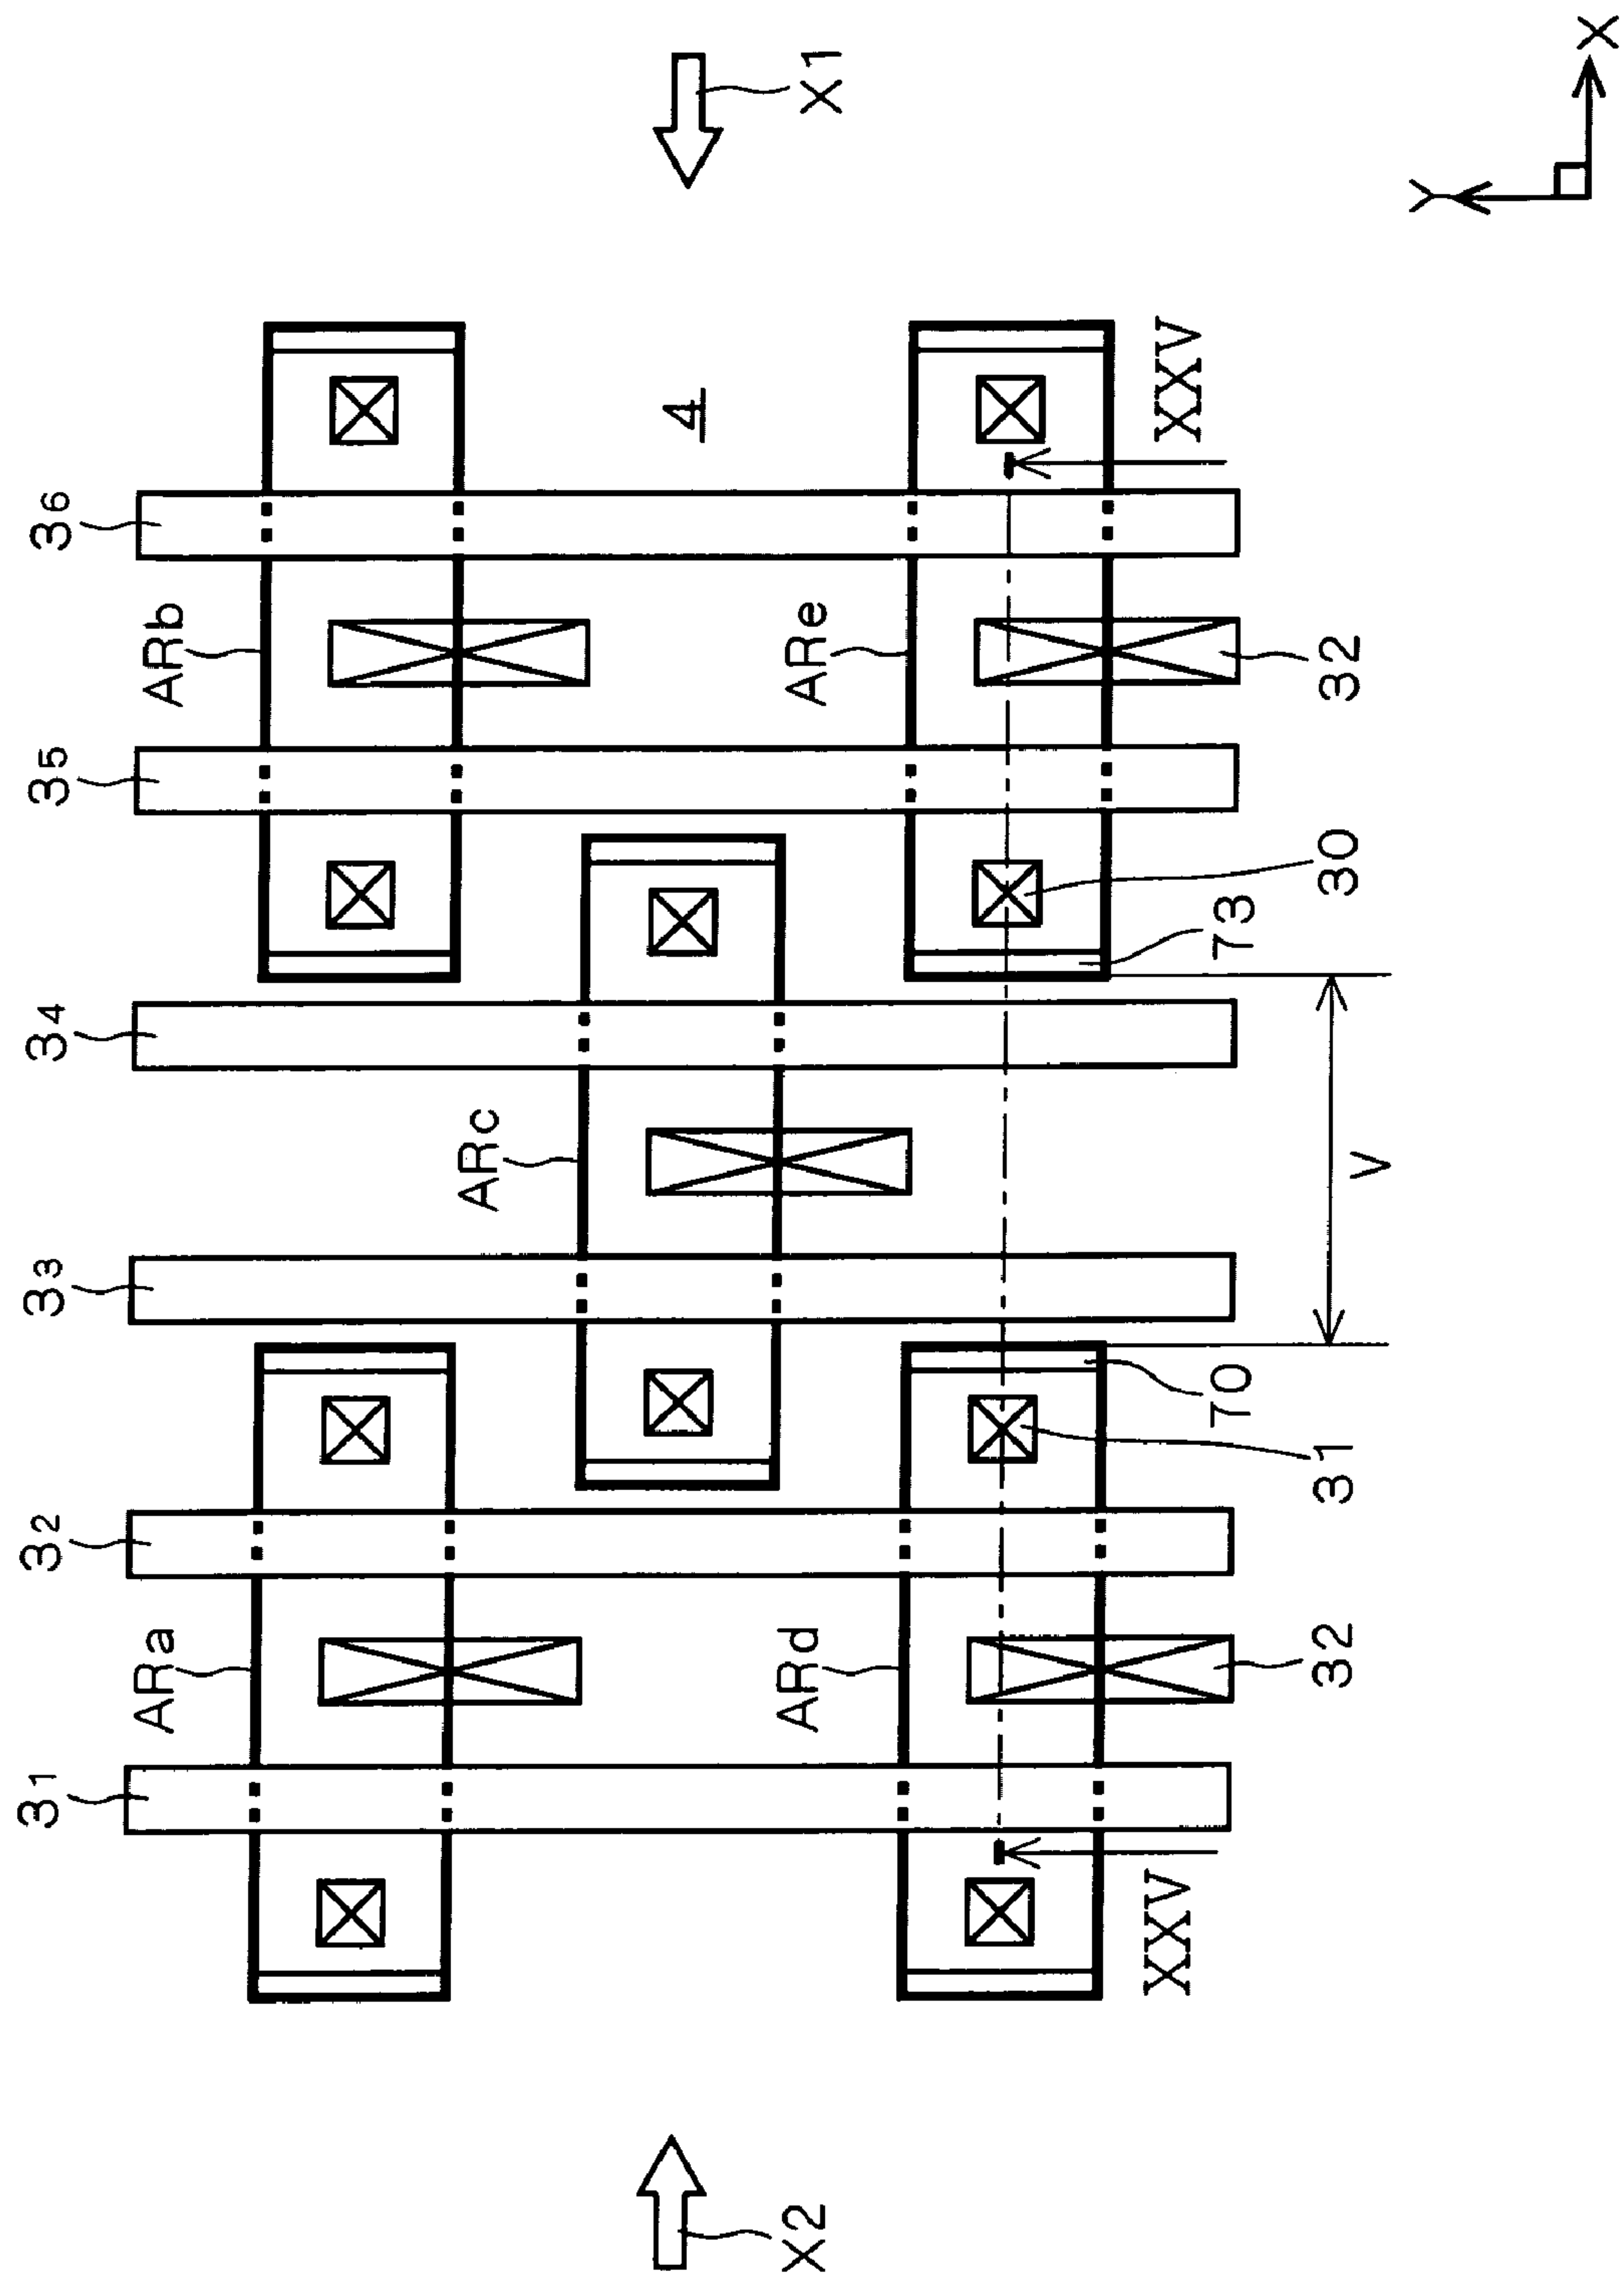 3₁
3₂
3₃
3₄
3₅
3₆
ARa
ARb
ARc
ARd
ARe
4
X2
X1
XXV
XXV
32
31
70
73
30
32
V
Y
X